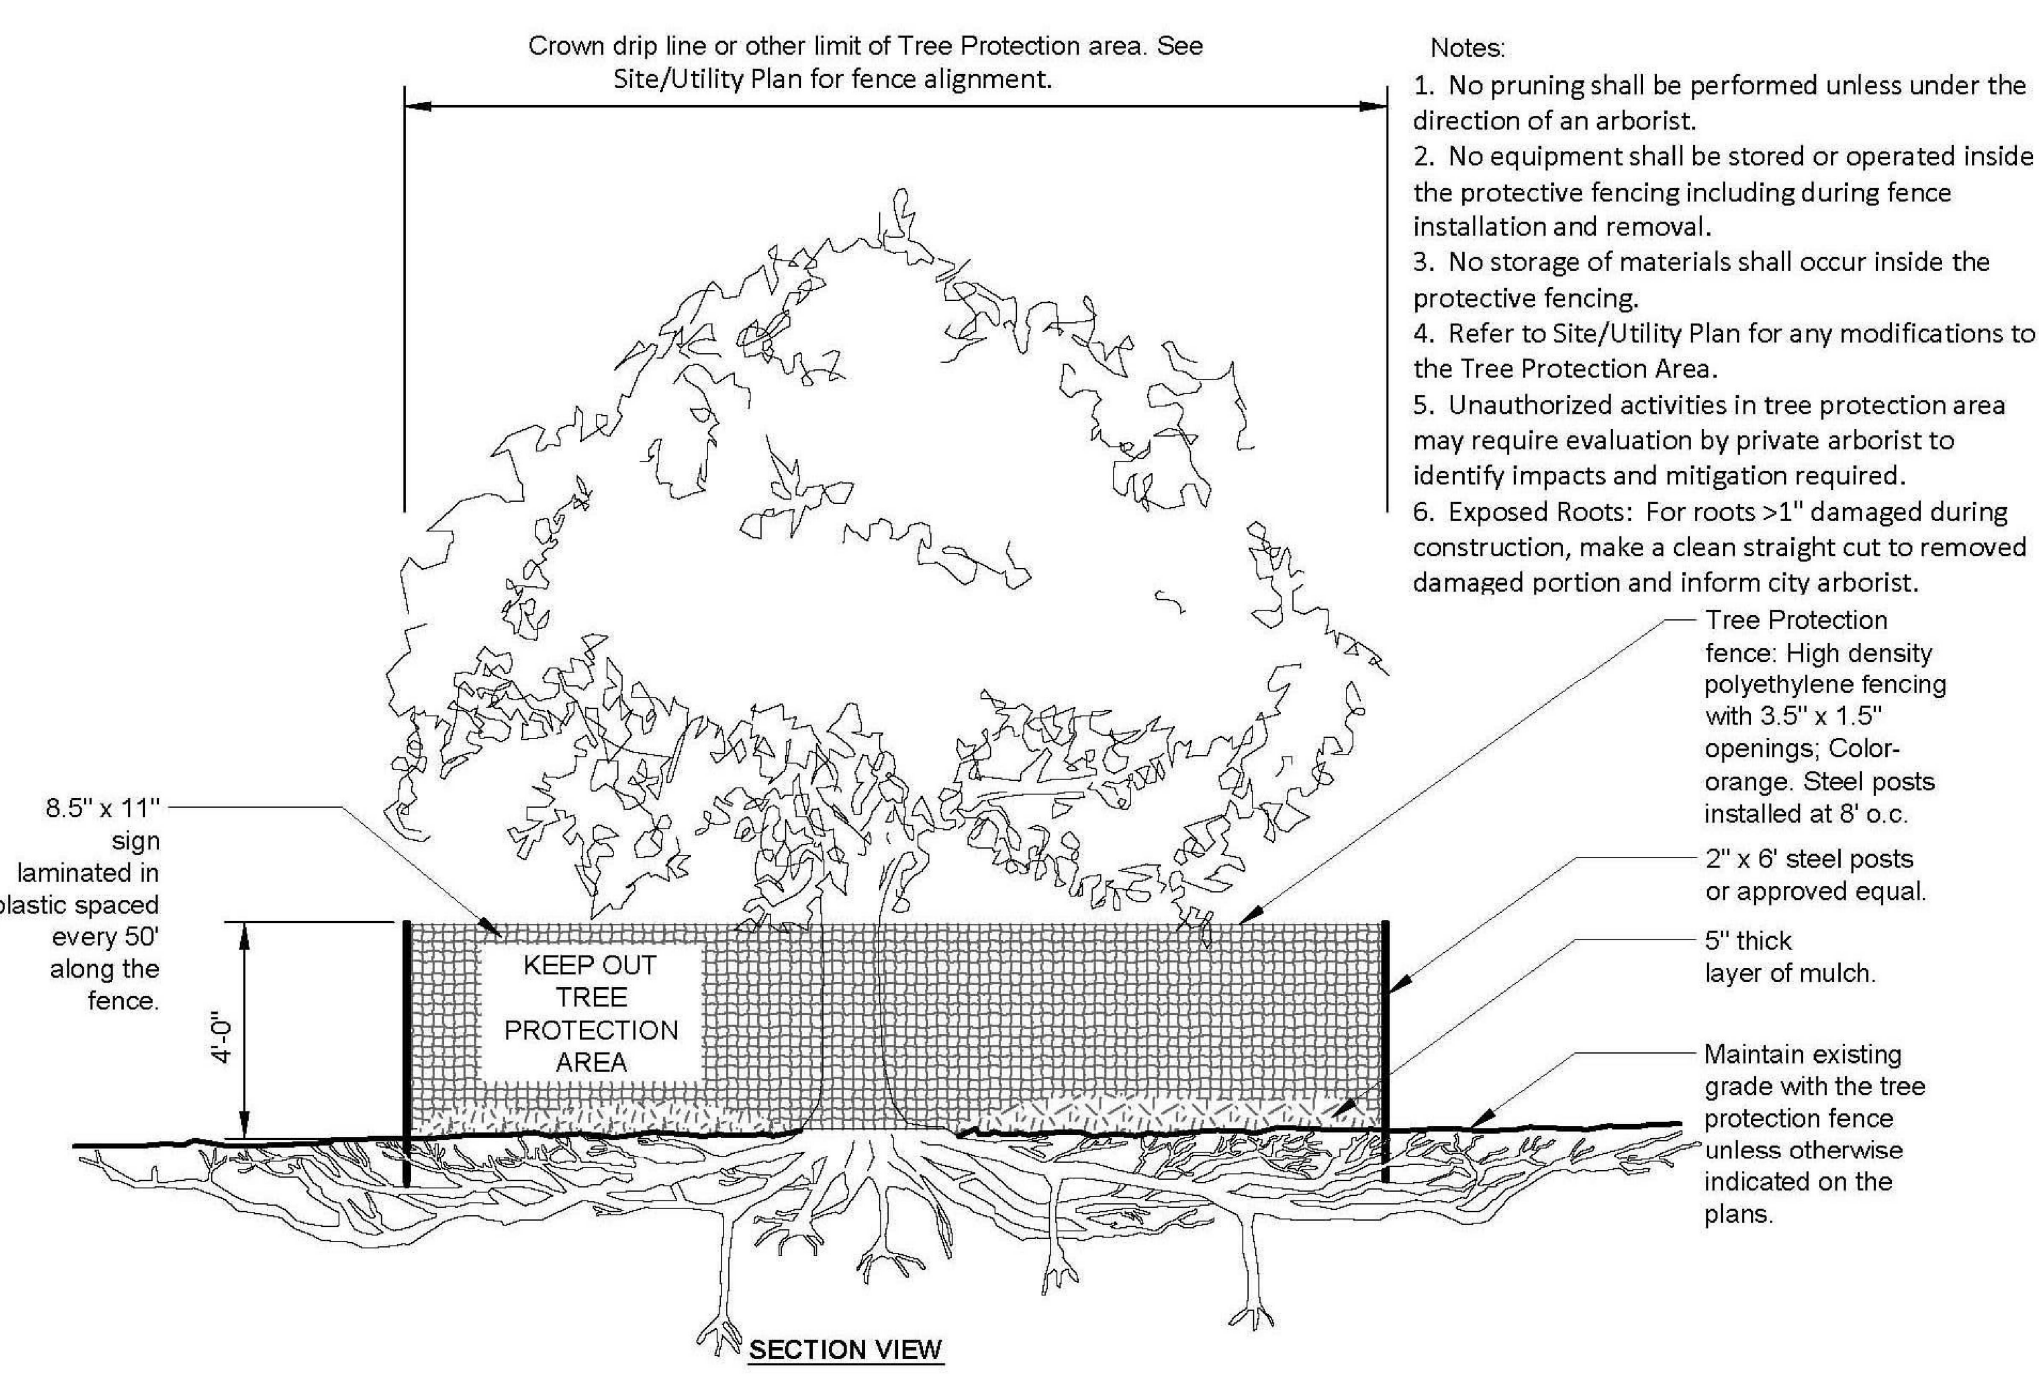 Crown drip line or other limit of Tree Protection area. See
Site/Utility Plan for fence alignment.
Notes:
1. No pruning shall be performed unless under the
direction of an arborist.
2. No equipment shall be stored or operated inside
the protective fencing including during fence
installation and removal.
3. No storage of materials shall occur inside the
protective fencing.
4. Refer to Site/Utility Plan for any modifications to
the Tree Protection Area.
5. Unauthorized activities in tree protection area
may require evaluation by private arborist to
identify impacts and mitigation required.
6. Exposed Roots: For roots >1" damaged during
construction, make a clean straight cut to removed
damaged portion and inform city arborist.
Tree Protection
fence: High density
polyethylene fencing
with 3.5" x 1.5"
openings; Color-
orange. Steel posts
installed at 8' o.c.
2" x 6' steel posts
or approved equal.
5" thick
layer of mulch.
Maintain existing
grade with the tree
protection fence
unless otherwise
indicated on the
plans.
8.5" x 11"
sign
laminated in
plastic spaced
every 50'
along the
fence.
4'-0"
KEEP OUT
TREE
PROTECTION
AREA
SECTION VIEW